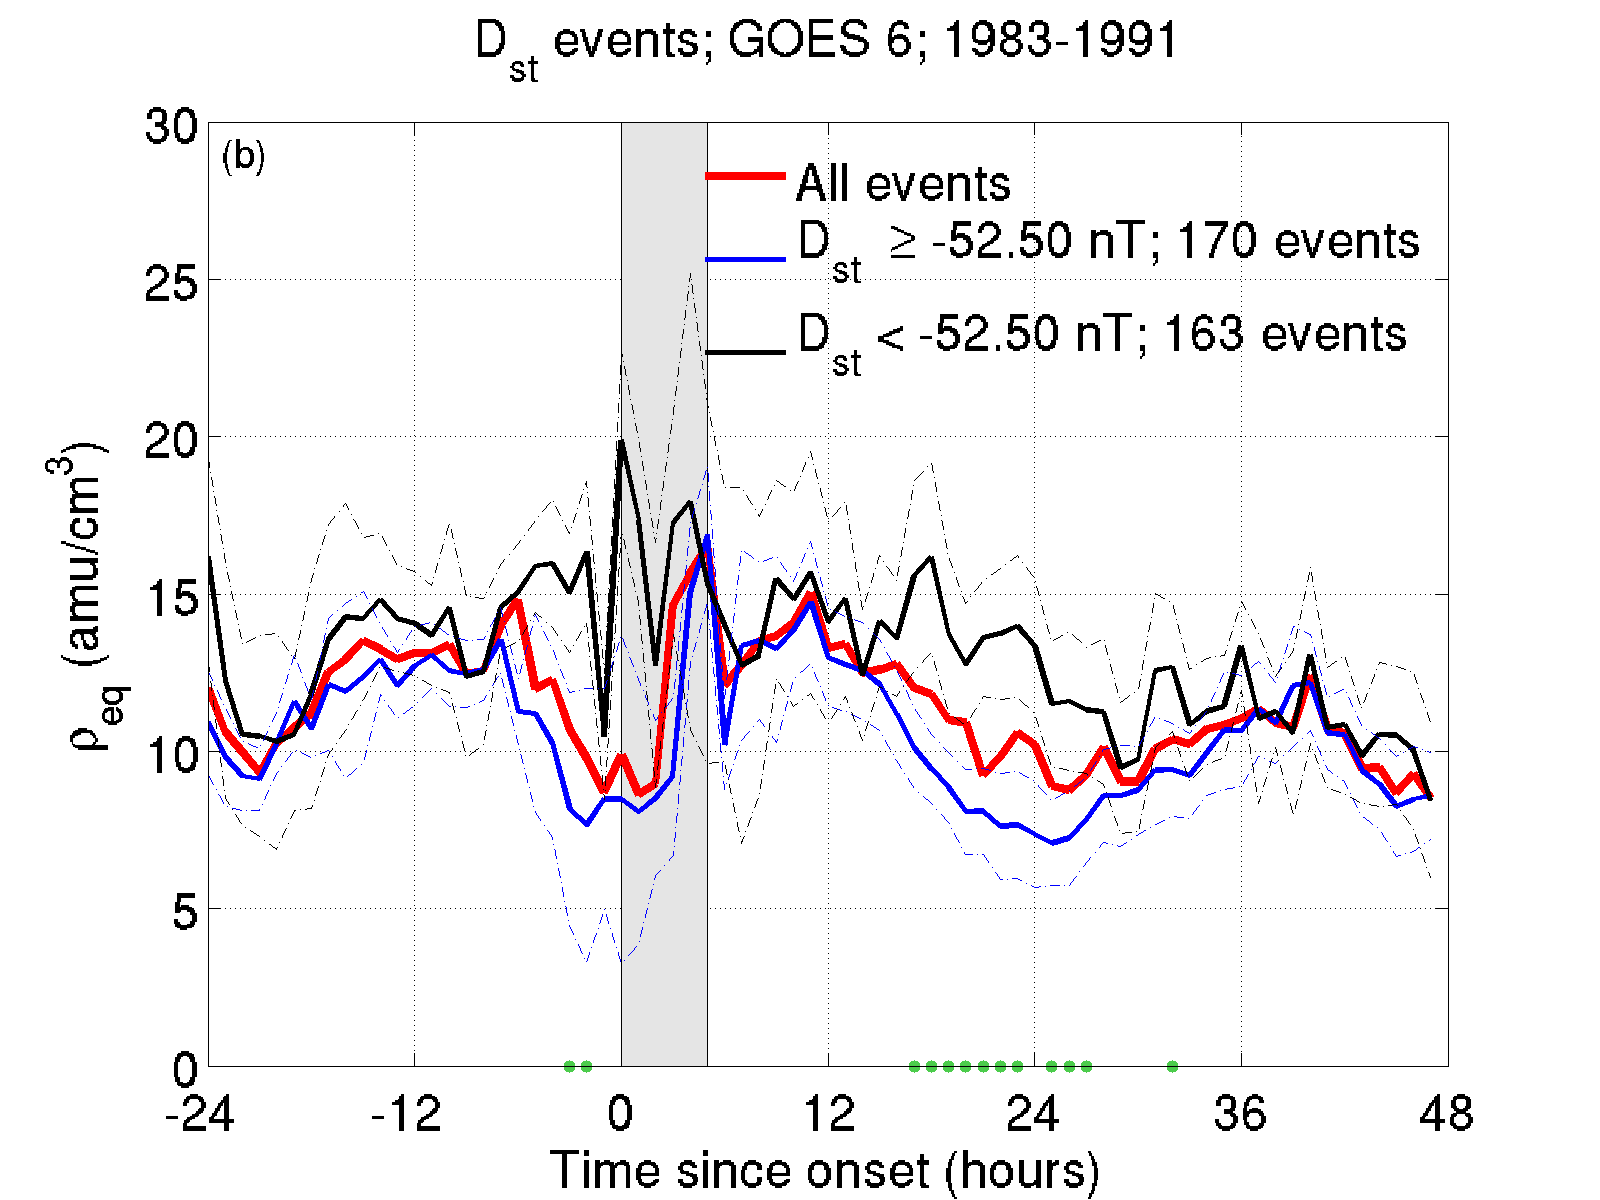 Dst events; GOES 6; 1983-1991
(b)
All events
Dst ≥ -52.50 nT; 170 events
Dst < -52.50 nT; 163 events
ρeq (amu/cm³)
30
25
20
15
10
5
0
-24 -12 0 12 24 36 48
Time since onset (hours)